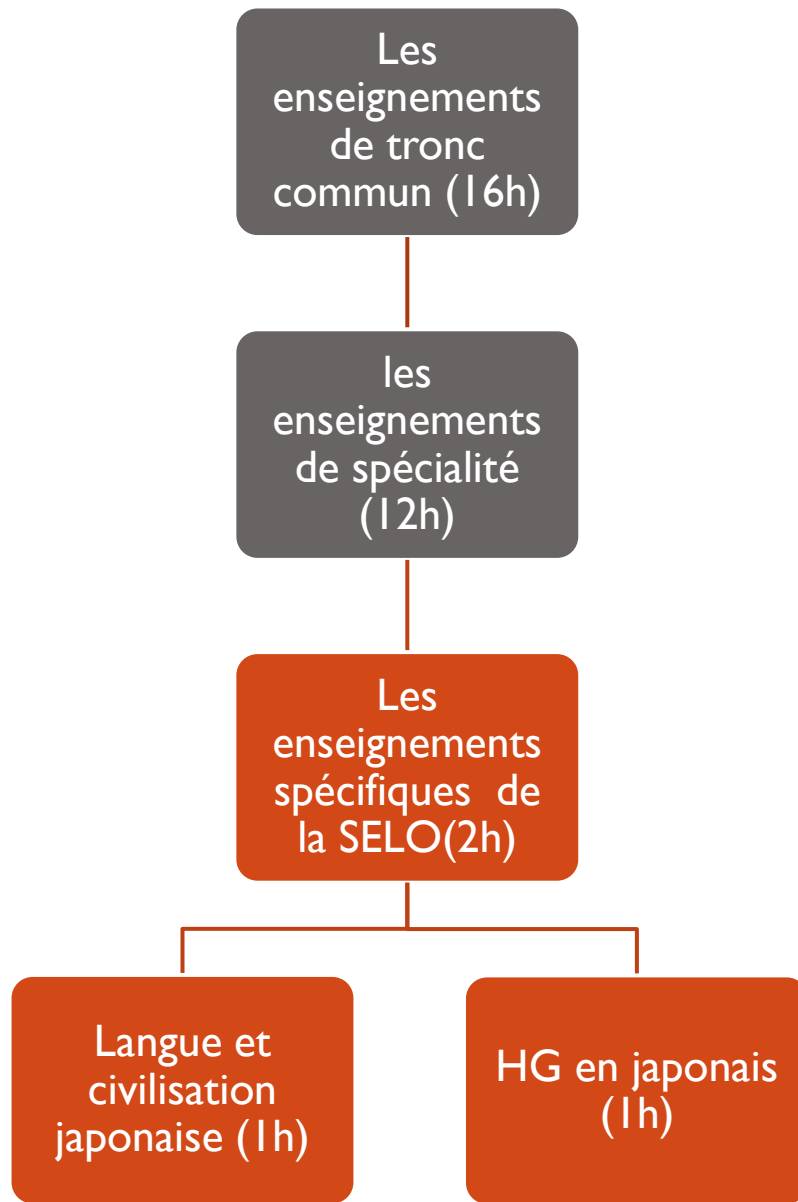 Les
enseignements
de tronc
commun (16h)
les
enseignements
de spécialité
(12h)
Les
enseignements
spécifiques  de
la SELO(2h)
Langue et
civilisation
japonaise (1h)
HG en japonais
(1h)